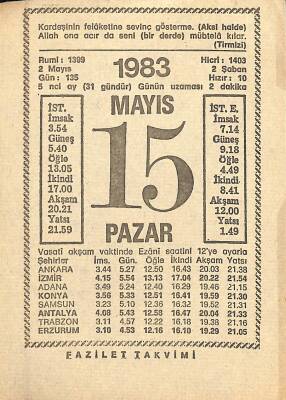 Kardeşinin felâketine sevinç gösterme. (Aksi halde)
Allah ona acır da seni (bir derde) mübtelâ kılar.
(Tirmizî)
Rumî : 1399
2 Mayıs
Gün : 135
1983
Hicrî : 1403
2 Şaban
Hızır : 10
5 nci ay (31 gündür) Günün uzaması 2 dakika
MAYIS
15
PAZAR
İST.
İmsak
3.54
Güneş
5.40
Öğle
13.05
İkindi
17.00
Akşam
20.21
Yatsı
21.59
İST. E.
İmsak
7.14
Güneş
9.18
Öğle
4.49
İkindi
8.41
Akşam
12.00
Yatsı
1.49
Vasatî akşam vaktinde Ezânî saatini 12'ye ayarla
Şehirler İms. Gün. Öğle İkindi Akşam Yatsı
ANKARA 3.44 5.27 12.50 16.43 20.03 21.38
İZMİR 4.15 5.54 13.13 17.04 20.22 21.54
ADANA 3.49 5.24 12.40 16.29 19.46 21.15
KONYA 3.56 5.33 12.51 16.41 19.59 21.30
SAMSUN 3.23 5.10 12.36 16.32 19.52 21.31
ANTALYA 4.08 5.43 12.58 16.47 20.04 21.33
TRABZON 3.11 4.57 12.22 16.18 19.38 21.16
ERZURUM 3.10 4.53 12.16 16.10 19.29 21.05
FAZİLET TAKVİMİ